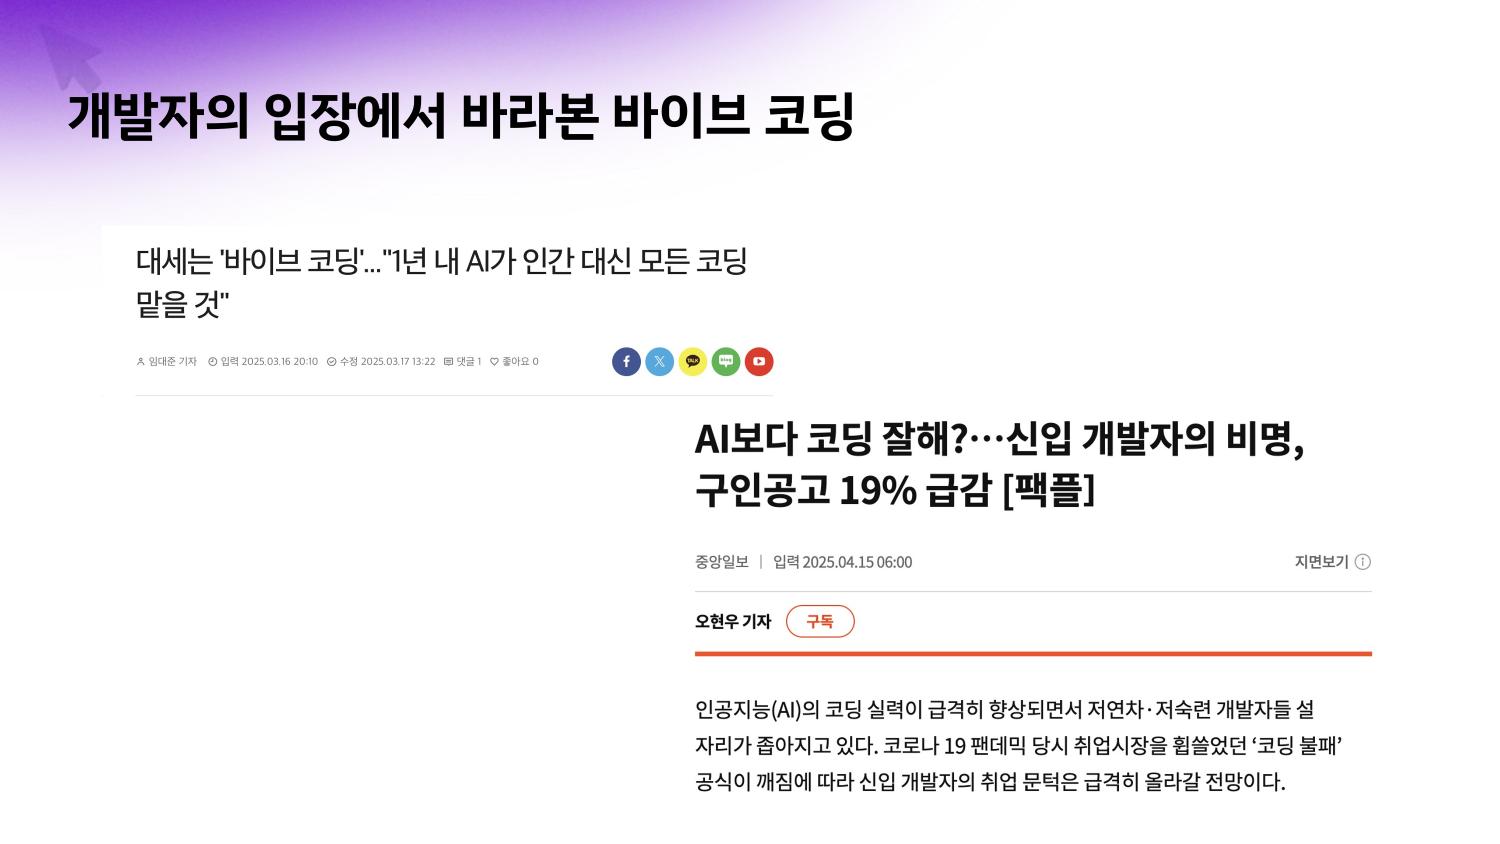 개발자의 입장에서 바라본 바이브 코딩
대세는 '바이브 코딩'..."1년 내 AI가 인간 대신 모든 코딩
맡을 것"
임대준 기자 입력 2025.03.16 20:10 수정 2025.03.17 13:22 댓글 1 좋아요 0
TALK blog
AI보다 코딩 잘해?…신입 개발자의 비명,
구인공고 19% 급감 [팩플]
중앙일보 | 입력 2025.04.15 06:00 지면보기
오현우 기자 구독
인공지능(AI)의 코딩 실력이 급격히 향상되면서 저연차·저숙련 개발자들 설
자리가 좁아지고 있다. 코로나 19 팬데믹 당시 취업시장을 휩쓸었던 ‘코딩 불패’
공식이 깨짐에 따라 신입 개발자의 취업 문턱은 급격히 올라갈 전망이다.